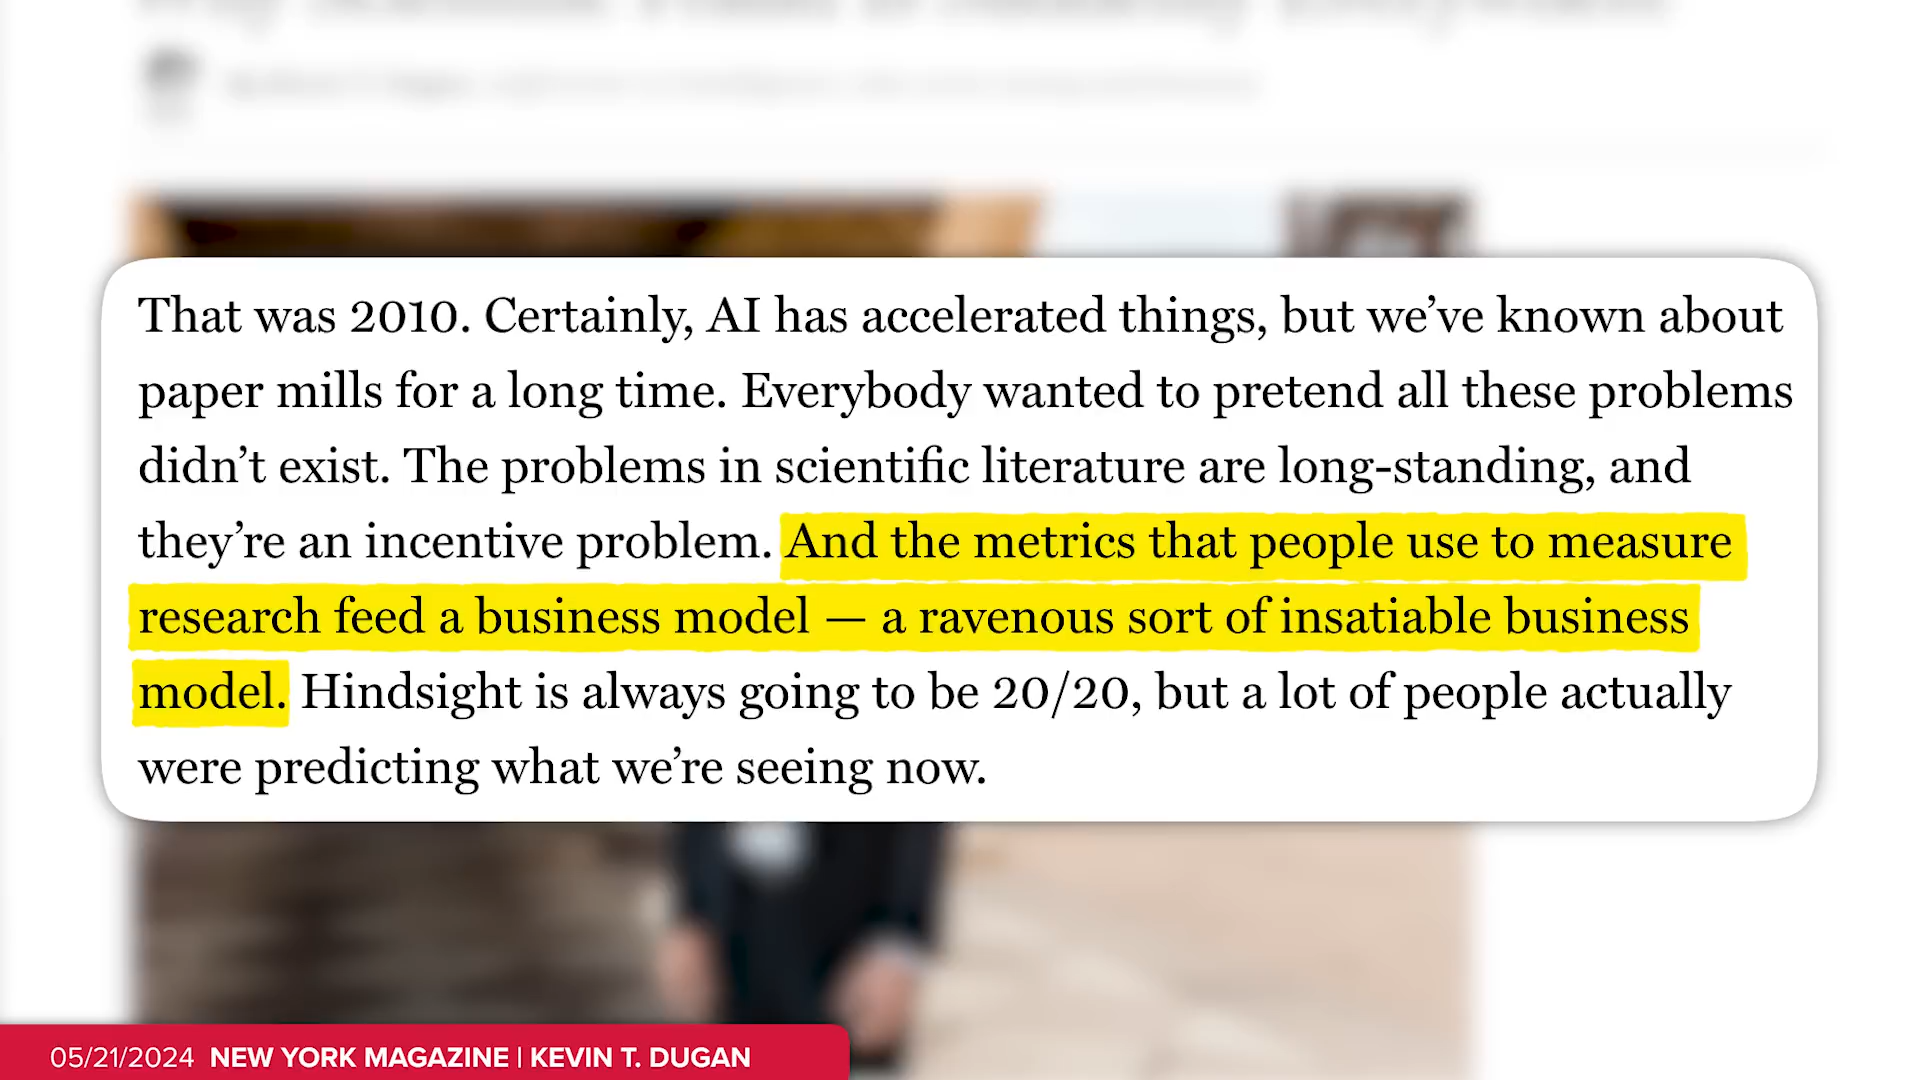 That was 2010. Certainly, AI has accelerated things, but we’ve known about
paper mills for a long time. Everybody wanted to pretend all these problems
didn’t exist. The problems in scientific literature are long-standing, and
they’re an incentive problem. And the metrics that people use to measure
research feed a business model — a ravenous sort of insatiable business
model. Hindsight is always going to be 20/20, but a lot of people actually
were predicting what we’re seeing now.
05/21/2024 NEW YORK MAGAZINE | KEVIN T. DUGAN